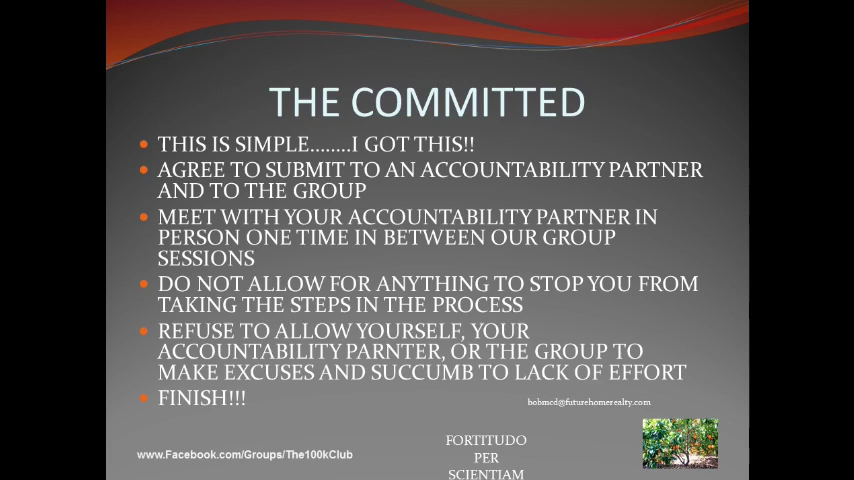 THE COMMITTED
THIS IS SIMPLE........I GOT THIS!!
AGREE TO SUBMIT TO AN ACCOUNTABILITY PARTNER
AND TO THE GROUP
MEET WITH YOUR ACCOUNTABILITY PARTNER IN
PERSON ONE TIME IN BETWEEN OUR GROUP
SESSIONS
DO NOT ALLOW FOR ANYTHING TO STOP YOU FROM
TAKING THE STEPS IN THE PROCESS
REFUSE TO ALLOW YOURSELF, YOUR
ACCOUNTABILITY PARNTER, OR THE GROUP TO
MAKE EXCUSES AND SUCCUMB TO LACK OF EFFORT
FINISH!!!
bobmcd@futurehomerealty.com
www.Facebook.com/Groups/The100kClub
FORTITUDO
PER
SCIENTIAM